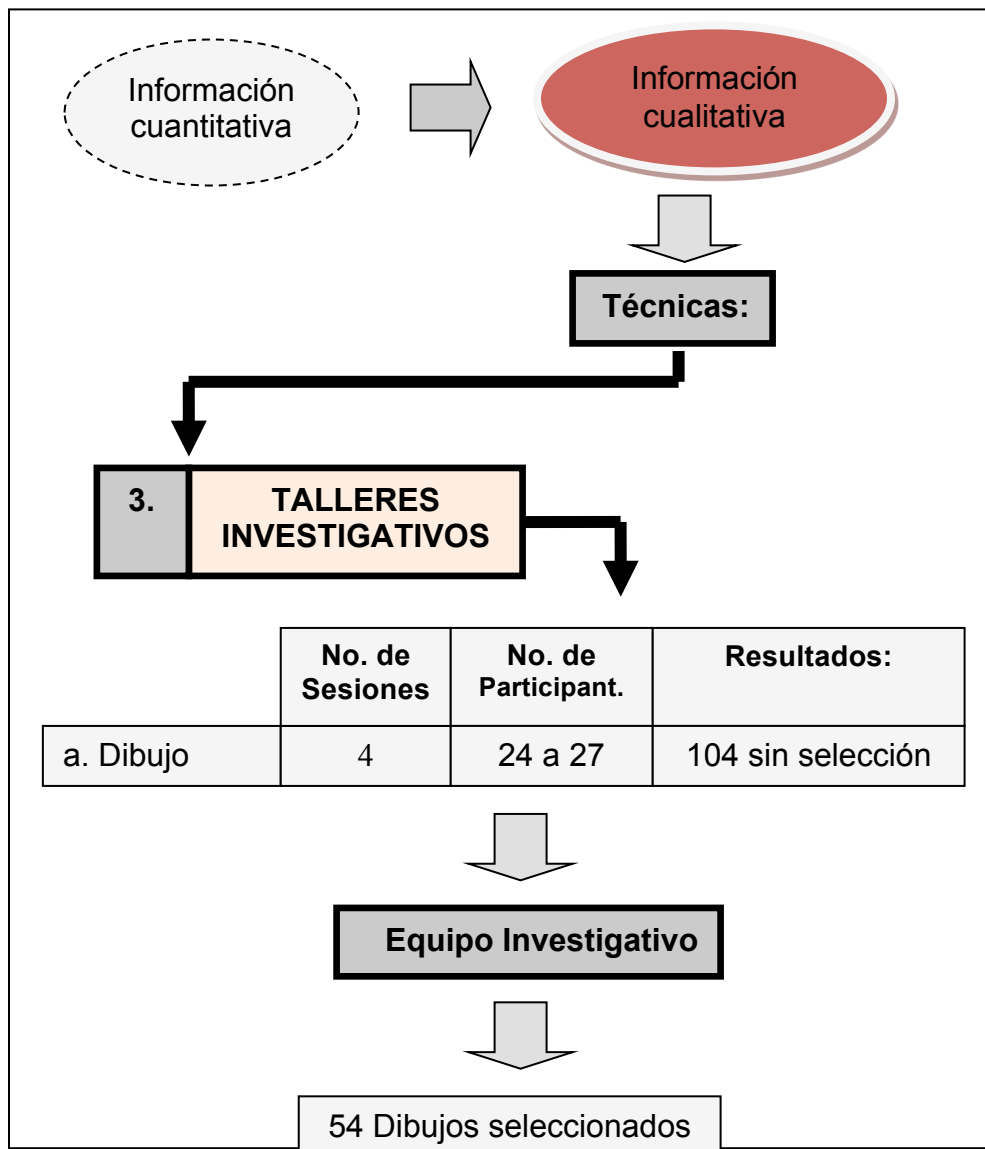 Información
cuantitativa
Información
cualitativa
Técnicas:
3.
TALLERES
INVESTIGATIVOS
No. de
Sesiones
No. de
Participant.
Resultados:
a. Dibujo
4
24 a 27
104 sin selección
Equipo Investigativo
54 Dibujos seleccionados